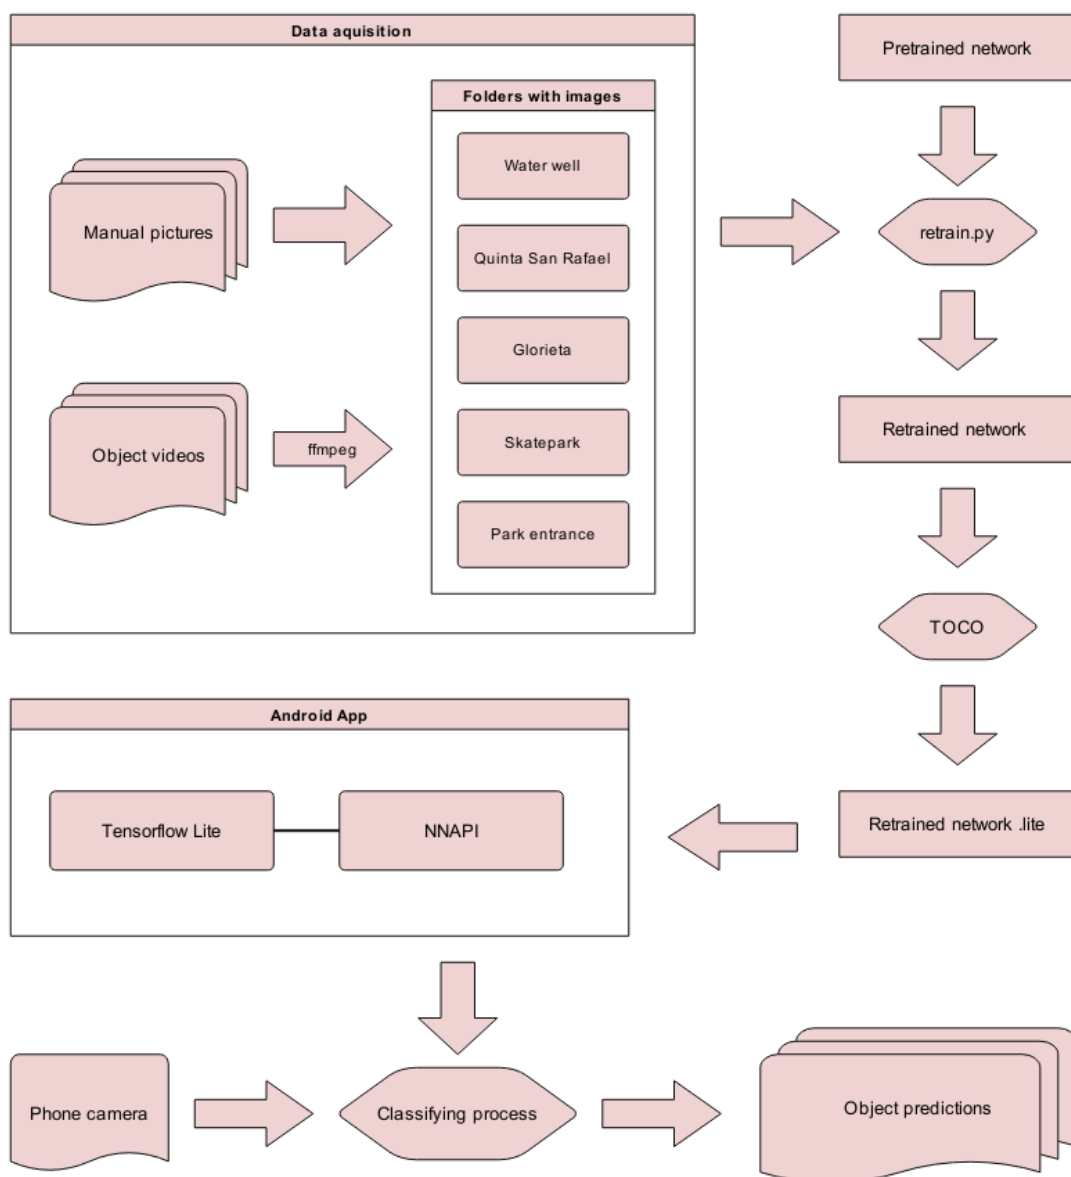 Data aquisition
Pretrained network
Folders with images
Water well
Manual pictures
retrain.py
Quinta San Rafael
Glorieta
Retrained network
Object videos
ffmpeg
Skatepark
Park entrance
TOCO
Android App
Tensorflow Lite
NNAPI
Retrained network .lite
Phone camera
Classifying process
Object predictions